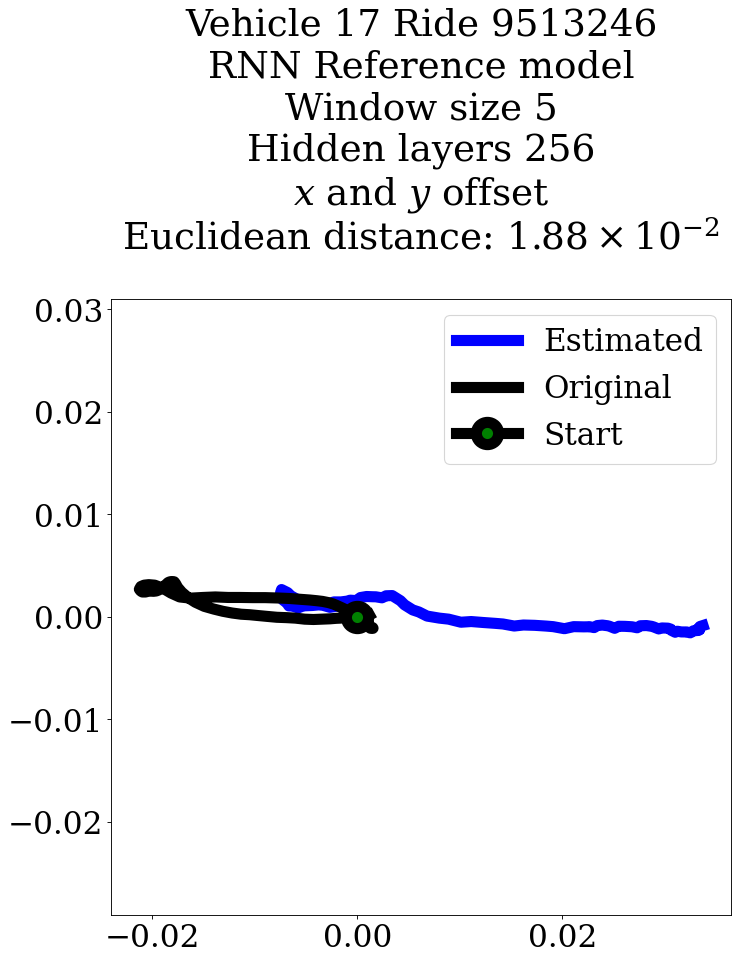 Vehicle 17 Ride 9513246
RNN Reference model
Window size 5
Hidden layers 256
x and y offset
Euclidean distance: 1.88 × 10⁻²
0.03
0.02
0.01
0.00
−0.01
−0.02
Estimated
Original
Start
−0.02 0.00 0.02